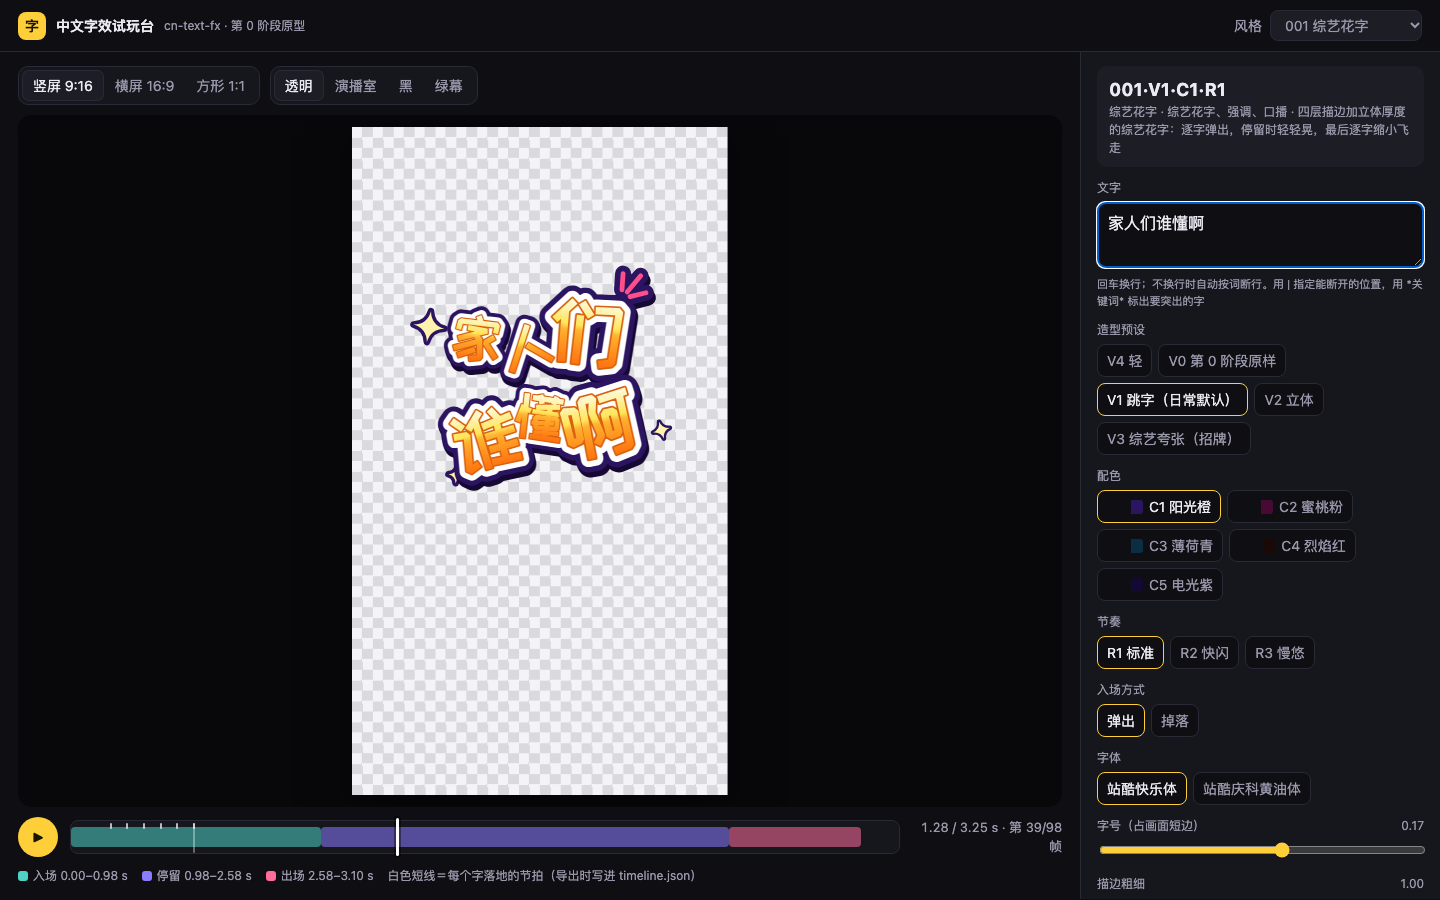 字 中文字效试玩台 cn-text-fx · 第 0 阶段原型
风格 001 综艺花字
竖屏 9:16 横屏 16:9 方形 1:1 透明 演播室 黑 绿幕
家人们
谁懂啊
1.28 / 3.25 s · 第 39/98
帧
入场 0.00–0.98 s 停留 0.98–2.58 s 出场 2.58–3.10 s 白色短线＝每个字落地的节拍（导出时写进 timeline.json）
001·V1·C1·R1
综艺花字 · 综艺花字、强调、口播 · 四层描边加立体厚度
的综艺花字：逐字弹出，停留时轻轻晃，最后逐字缩小飞
走
文字
家人们谁懂啊
回车换行；不换行时自动按词断行。用 | 指定能断开的位置，用 *关
键词* 标出要突出的字
造型预设
V4 轻 V0 第 0 阶段原样
V1 跳字（日常默认） V2 立体
V3 综艺夸张（招牌）
配色
C1 阳光橙 C2 蜜桃粉
C3 薄荷青 C4 烈焰红
C5 电光紫
节奏
R1 标准 R2 快闪 R3 慢悠
入场方式
弹出 掉落
字体
站酷快乐体 站酷庆科黄油体
字号（占画面短边） 0.17
描边粗细 1.00